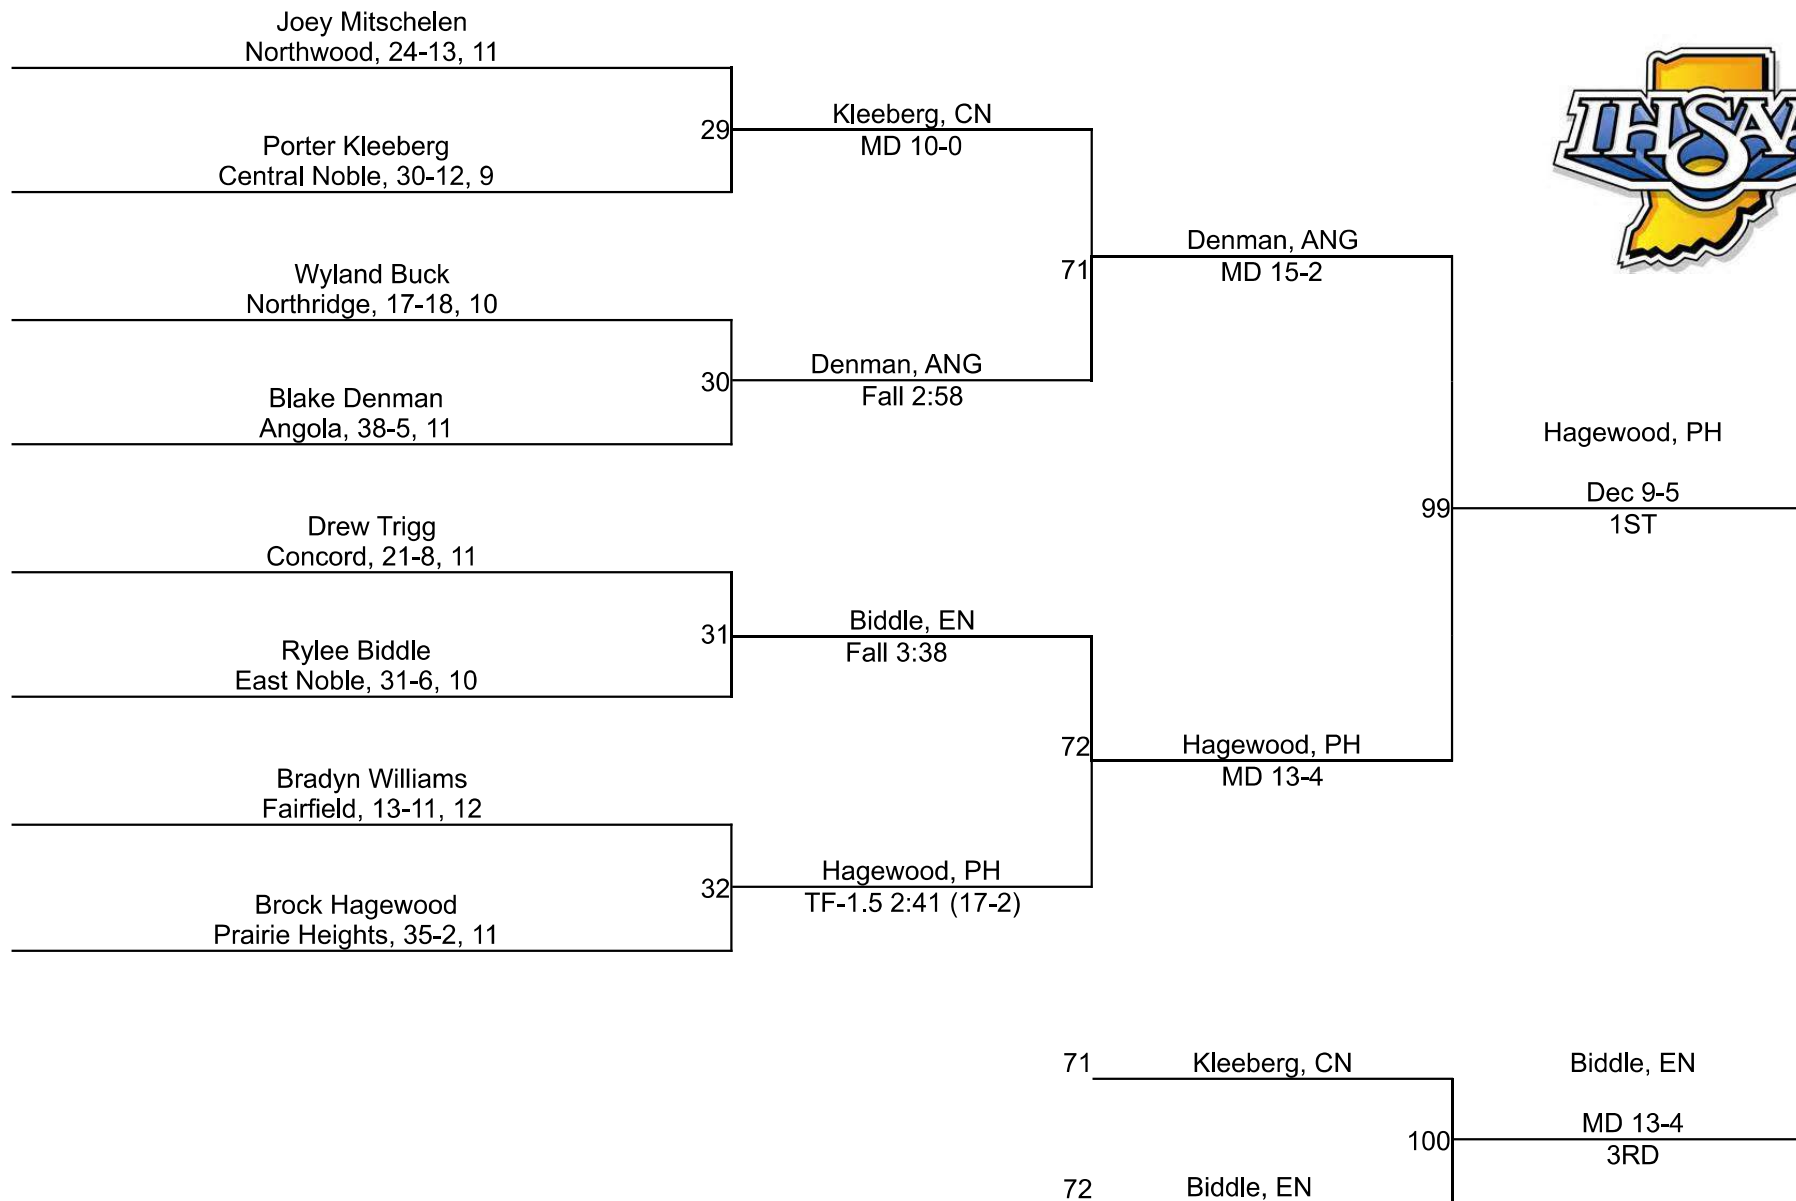 Joey Mitschelen
Northwood, 24-13, 11
29
Kleeberg, CN
MD 10-0
Porter Kleeberg
Central Noble, 30-12, 9
IHSAA
Wyland Buck
Northridge, 17-18, 10
71
Denman, ANG
MD 15-2
30
Denman, ANG
Fall 2:58
Blake Denman
Angola, 38-5, 11
Hagewood, PH
99
Dec 9-5
1ST
Drew Trigg
Concord, 21-8, 11
31
Biddle, EN
Fall 3:38
Rylee Biddle
East Noble, 31-6, 10
72
Hagewood, PH
MD 13-4
Bradyn Williams
Fairfield, 13-11, 12
32
Hagewood, PH
TF-1.5 2:41 (17-2)
Brock Hagewood
Prairie Heights, 35-2, 11
71
Kleeberg, CN
Biddle, EN
100
MD 13-4
3RD
72
Biddle, EN